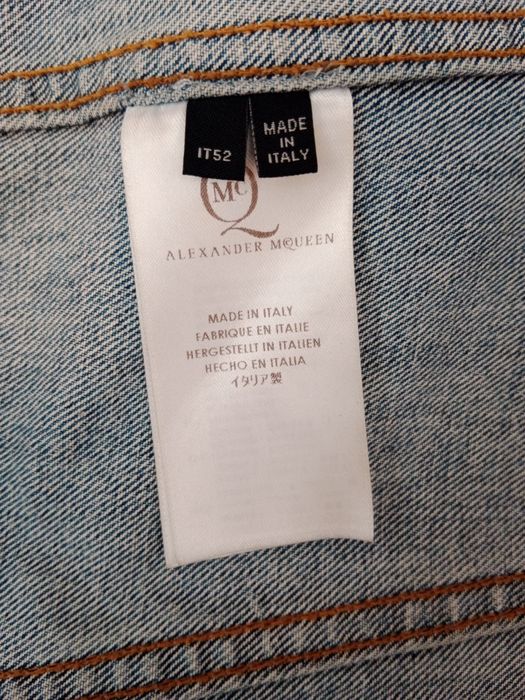 IT52
MADE
IN
ITALY
McQ
ALEXANDER McQUEEN
MADE IN ITALY
FABRIQUE EN ITALIE
HERGESTELLT IN ITALIEN
HECHO EN ITALIA
イタリア製